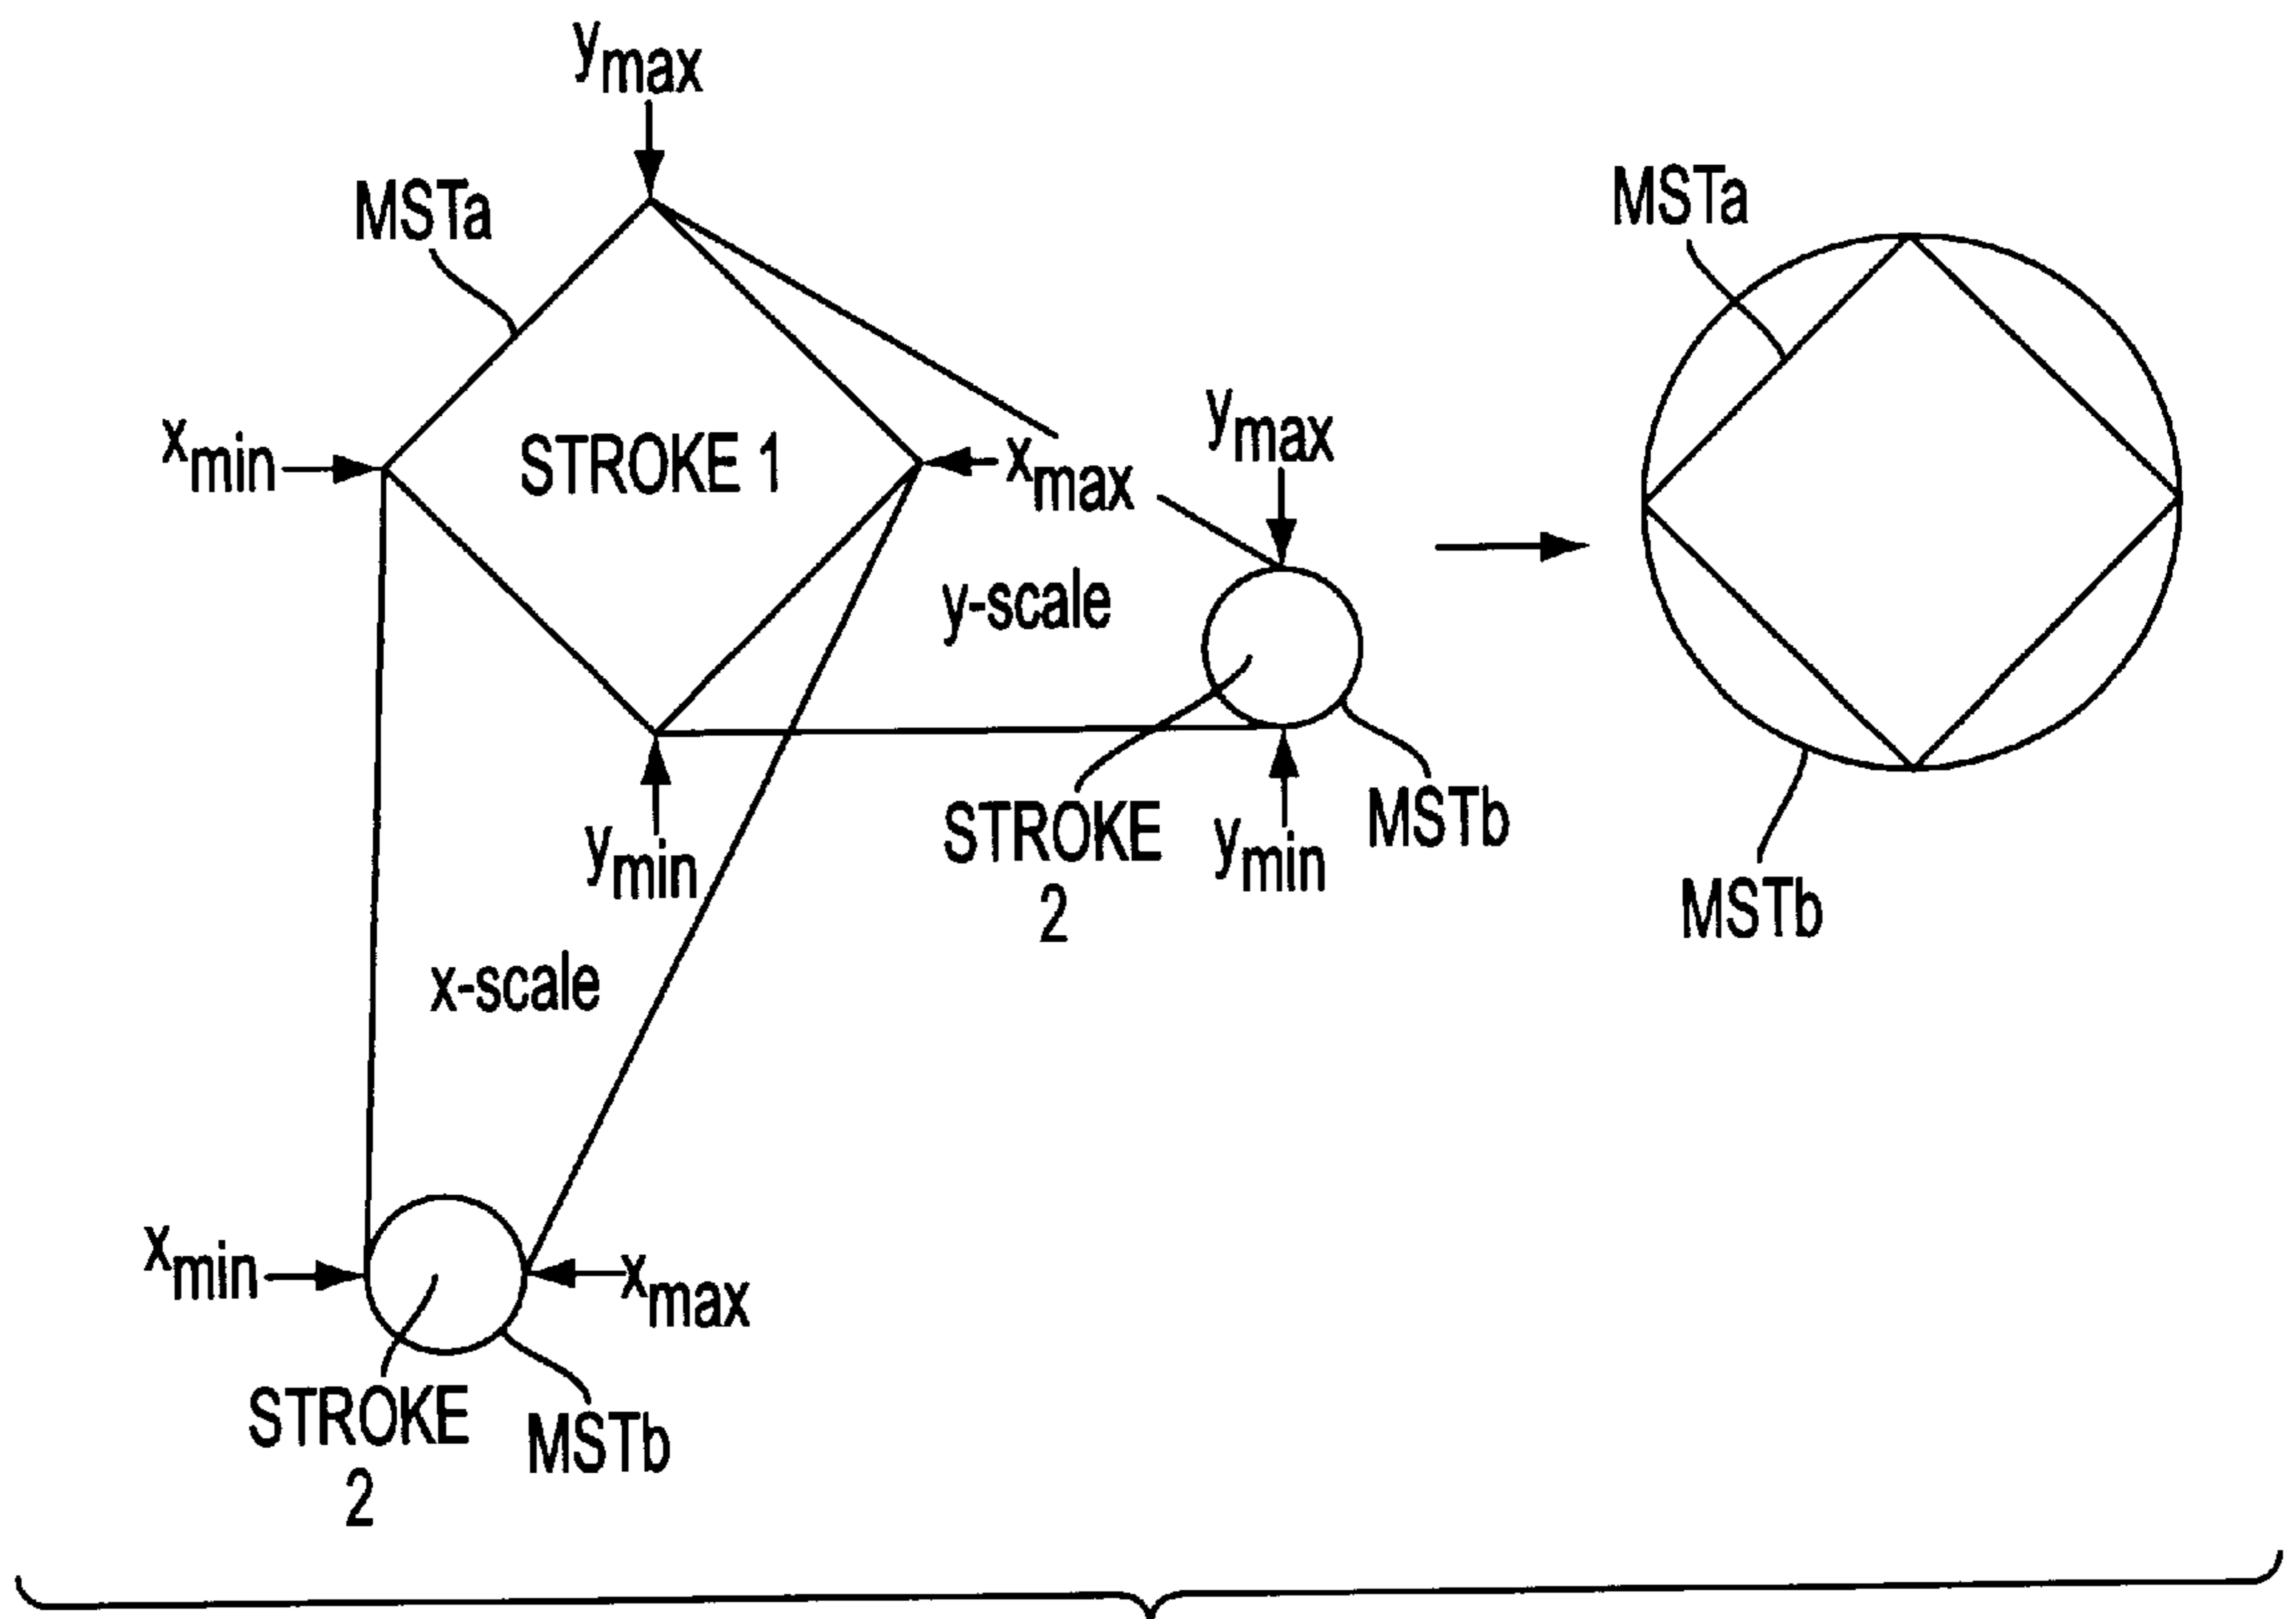 ymax
MSTa
MSTa
xmin
STROKE 1
xmax
ymax
y-scale
ymin
STROKE
2
ymin
MSTb
MSTb
x-scale
xmin
xmax
STROKE
2
MSTb